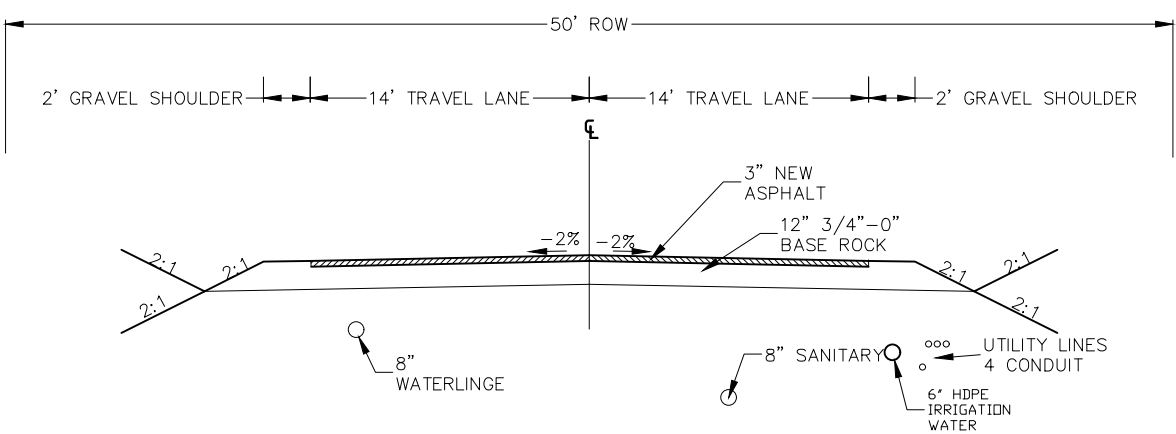 50' ROW
2' GRAVEL SHOULDER
14' TRAVEL LANE
14' TRAVEL LANE
2' GRAVEL SHOULDER
℄
3" NEW
ASPHALT
12" 3/4"-0"
BASE ROCK
-2%
-2%
2:1
2:1
2:1
2:1
2:1
2:1
8"
WATERLINGE
8" SANITARY
UTILITY LINES
4 CONDUIT
6" HDPE
IRRIGATION
WATER